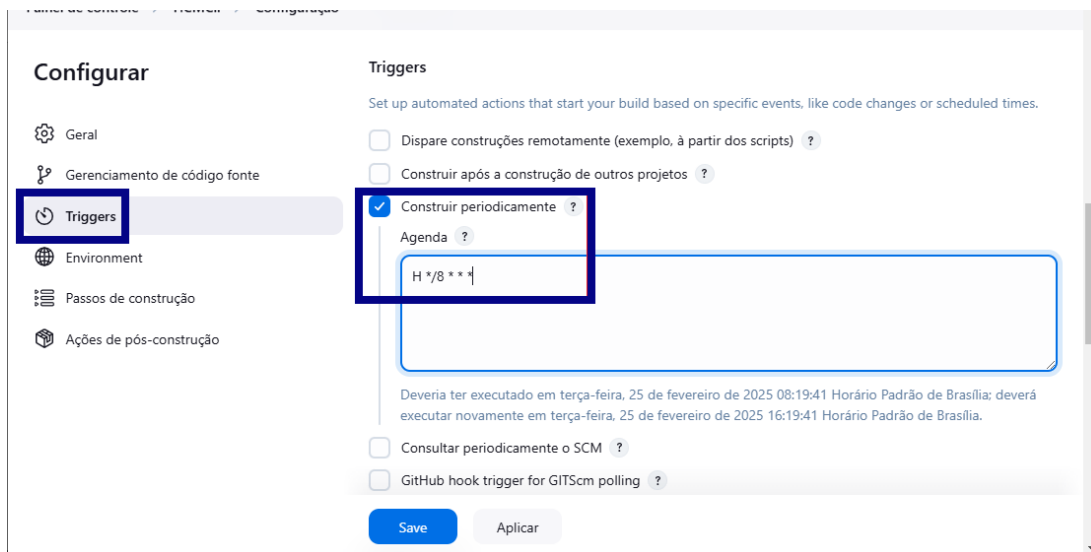 Configuração
Configurar
Geral
Gerenciamento de código fonte
Triggers
Environment
Passos de construção
Ações de pós-construção
Triggers
Set up automated actions that start your build based on specific events, like code changes or scheduled times.
Dispare construções remotamente (exemplo, à partir dos scripts) ?
Construir após a construção de outros projetos ?
Construir periodicamente ?
Agenda ?
H */8 * * *
Deveria ter executado em terça-feira, 25 de fevereiro de 2025 08:19:41 Horário Padrão de Brasília; deverá
executar novamente em terça-feira, 25 de fevereiro de 2025 16:19:41 Horário Padrão de Brasília.
Consultar periodicamente o SCM ?
GitHub hook trigger for GITScm polling ?
Save
Aplicar